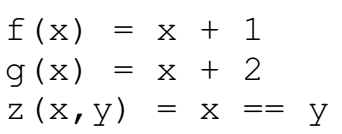 f(x) = x + 1
g(x) = x + 2
z(x,y) = x == y